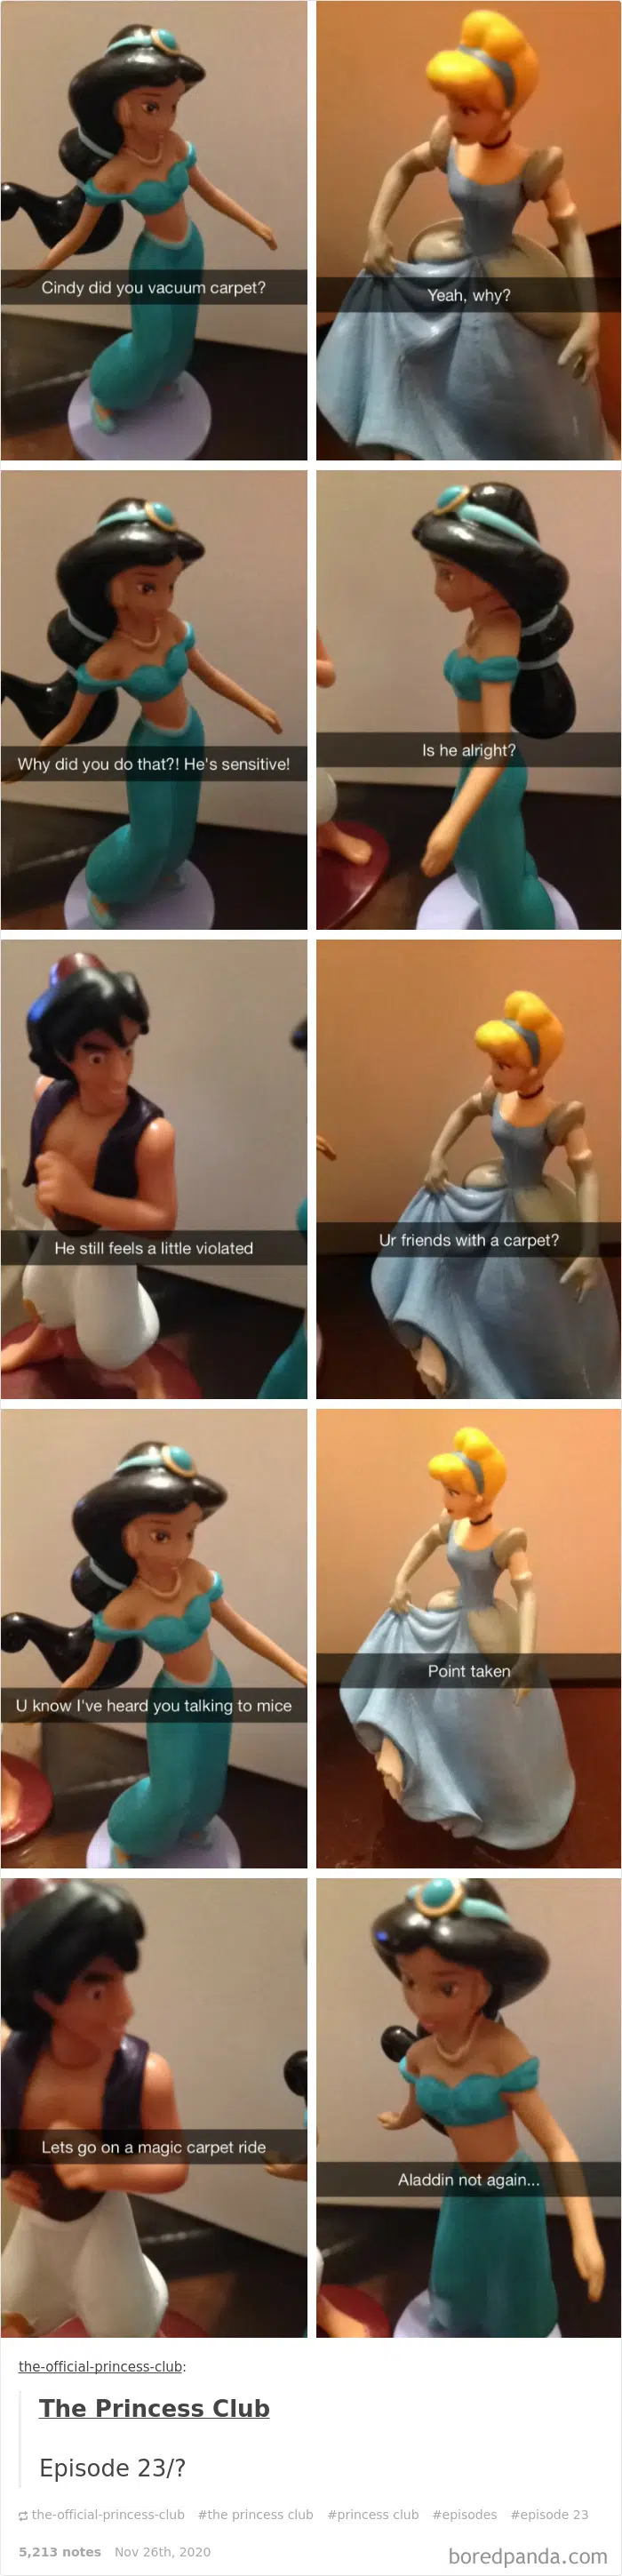 Cindy did you vacuum carpet?
Yeah, why?
Why did you do that?! He's sensitive!
Is he alright?
He still feels a little violated
Ur friends with a carpet?
U know I've heard you talking to mice
Point taken
Lets go on a magic carpet ride
Aladdin not again...
the-official-princess-club:
The Princess Club
Episode 23/?
the-official-princess-club #the princess club #princess club #episodes #episode 23
5,213 notes Nov 26th, 2020
boredpanda.com